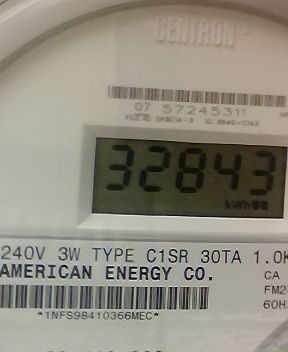 CENTRON®
07 57245311
32843
kWh
240V 3W TYPE C1SR 30TA 1.0K
AMERICAN ENERGY CO.
CA
FM2
60H
*1NFS98410366MEC*